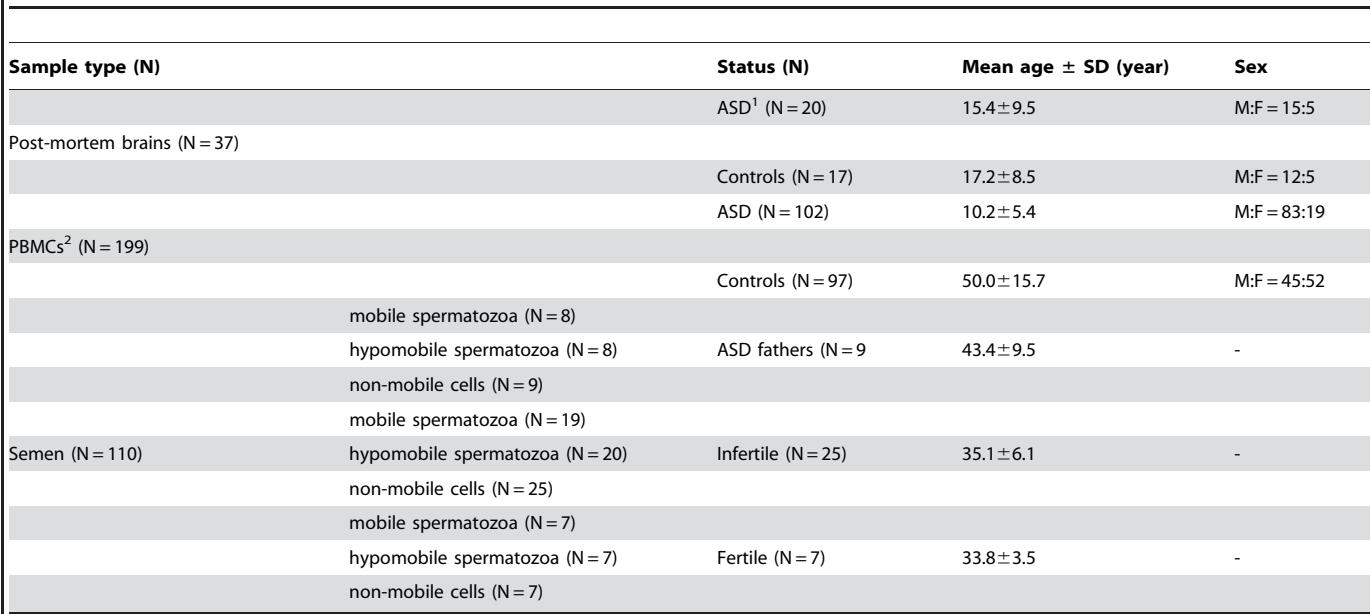 Sample type (N) Status (N) Mean age ± SD (year) Sex
ASD1 (N = 20) 15.4±9.5 M:F = 15:5
Post-mortem brains (N = 37)
Controls (N = 17) 17.2±8.5 M:F = 12:5
ASD (N = 102) 10.2±5.4 M:F = 83:19
PBMCs2 (N = 199)
Controls (N = 97) 50.0±15.7 M:F = 45:52
mobile spermatozoa (N = 8)
hypomobile spermatozoa (N = 8) ASD fathers (N = 9 43.4±9.5 -
non-mobile cells (N = 9)
mobile spermatozoa (N = 19)
Semen (N = 110) hypomobile spermatozoa (N = 20) Infertile (N = 25) 35.1±6.1 -
non-mobile cells (N = 25)
mobile spermatozoa (N = 7)
hypomobile spermatozoa (N = 7) Fertile (N = 7) 33.8±3.5 -
non-mobile cells (N = 7)